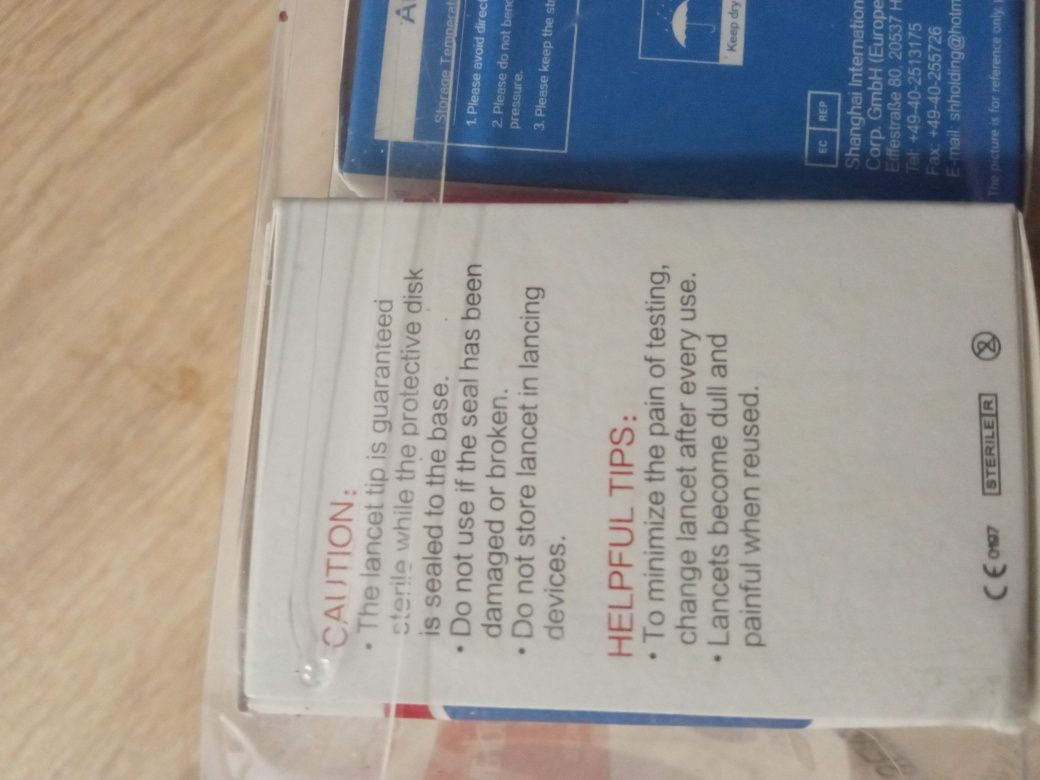 CAUTION:
• The lancet tip is guaranteed
sterile while the protective disk
is sealed to the base.
• Do not use if the seal has been
damaged or broken.
• Do not store lancet in lancing
devices.
HELPFUL TIPS:
• To minimize the pain of testing,
change lancet after every use.
• Lancets become dull and
painful when reused.
CE 0197 STERILE R 2
Storage Temperat
1. Please avoid direc
2. Please do not ben
pressure.
3. Please keep the st
Keep dry
EC REP
Shanghai Internation
Corp. GmbH (Europe
Eiffestraße 80, 20537 H
Tel: +49-40-2513175
Fax: +49-40-255726
E-mail: shholding@hotm
The picture is for reference only